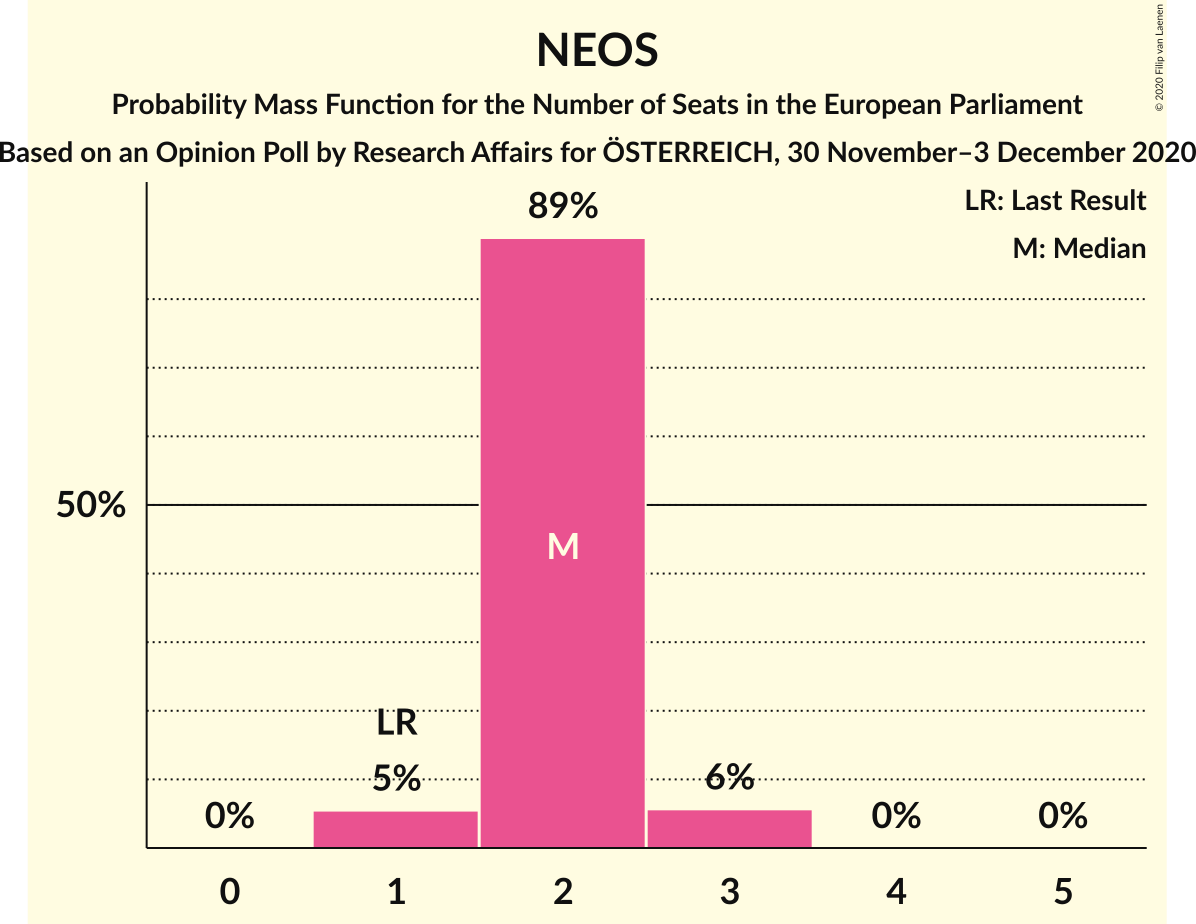 NEOS
Probability Mass Function for the Number of Seats in the European Parliament
Based on an Opinion Poll by Research Affairs for ÖSTERREICH, 30 November–3 December 2020
© 2020 Filip van Laenen
LR: Last Result
M: Median
89%
50%
M
LR
5%
6%
0%
0%
0%
0
1
2
3
4
5